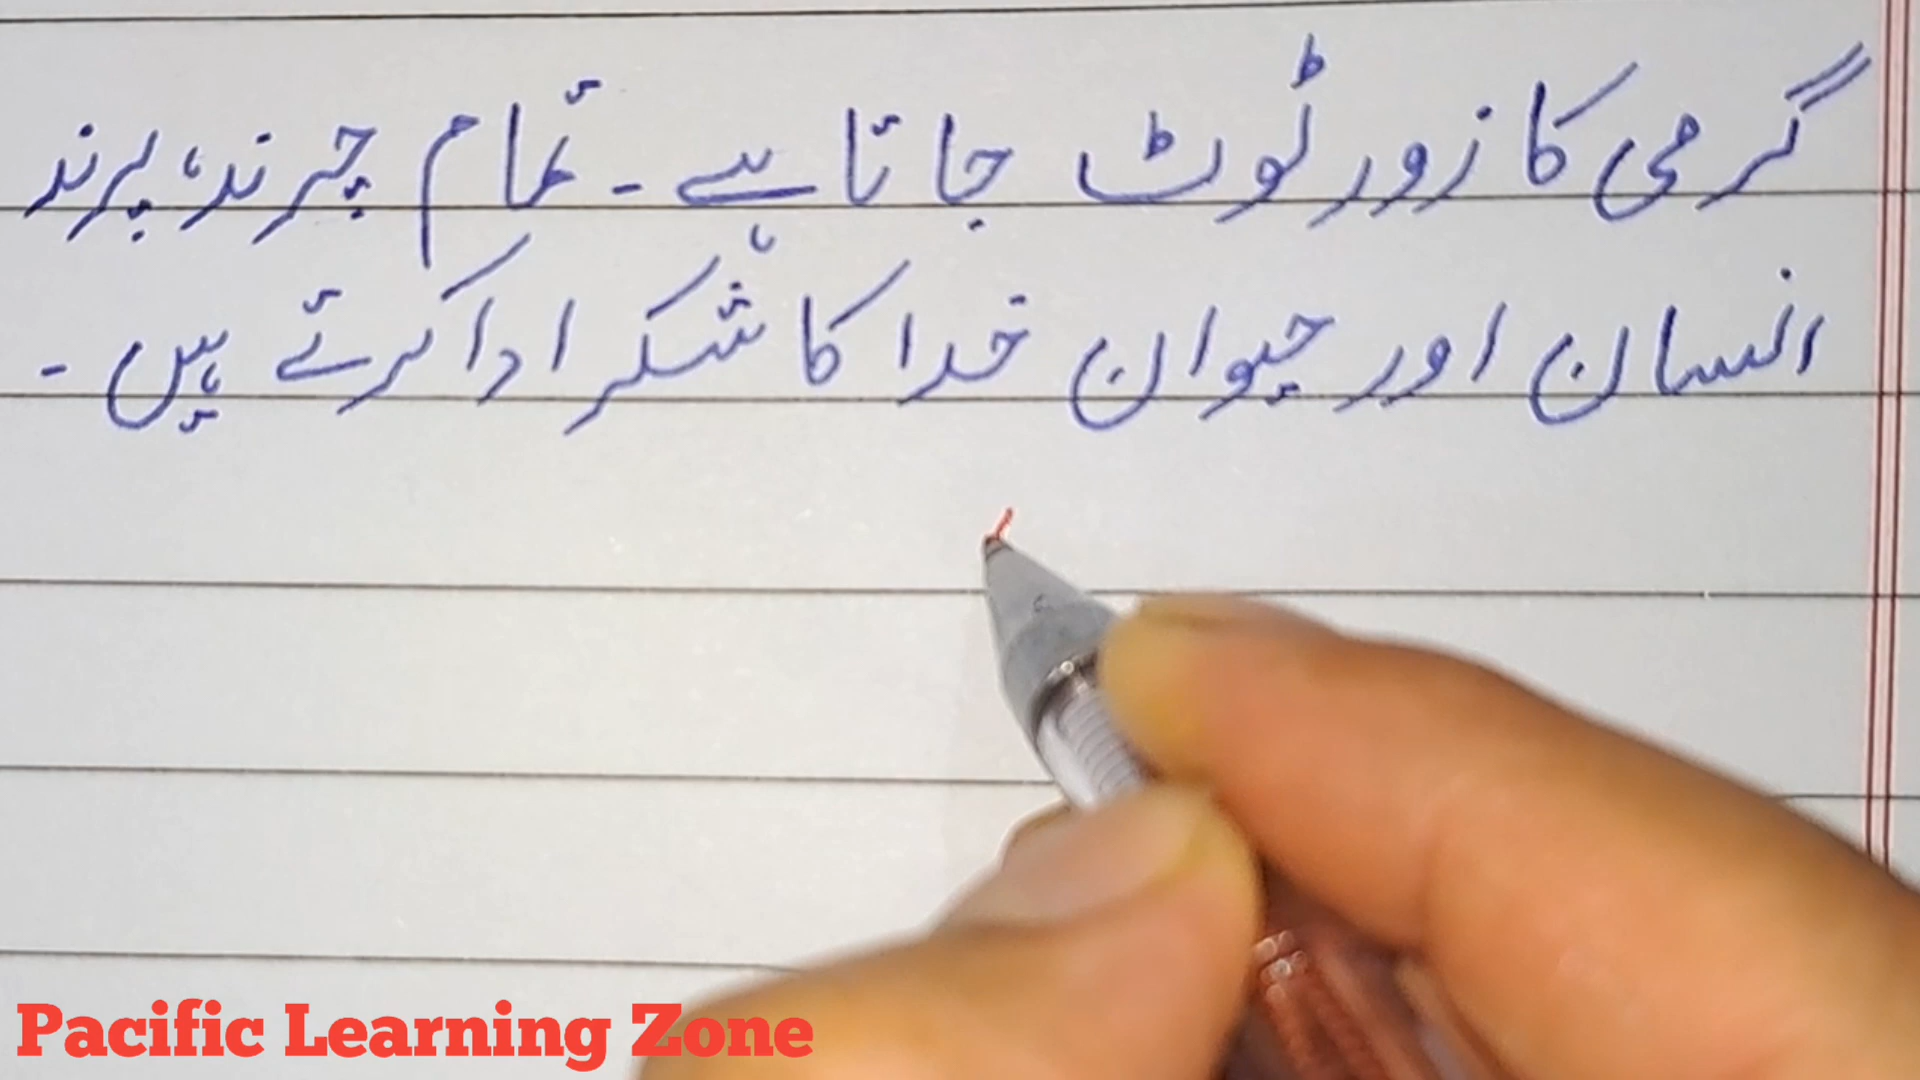 گرمی کا زور ٹوٹ جاتا ہے۔ تمام چرند، پرند
انسان اور حیوان خدا کا شکر ادا کرتے ہیں۔
Pacific Learning Zone